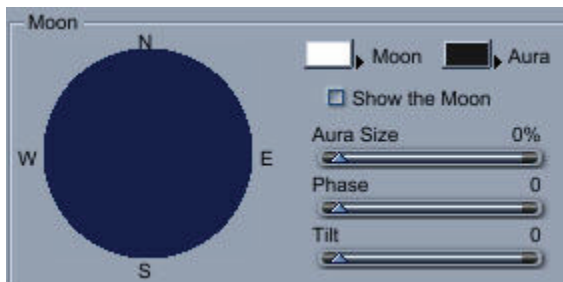 Moon
N
W
E
S
Moon Aura
Show the Moon
Aura Size 0%
Phase 0
Tilt 0